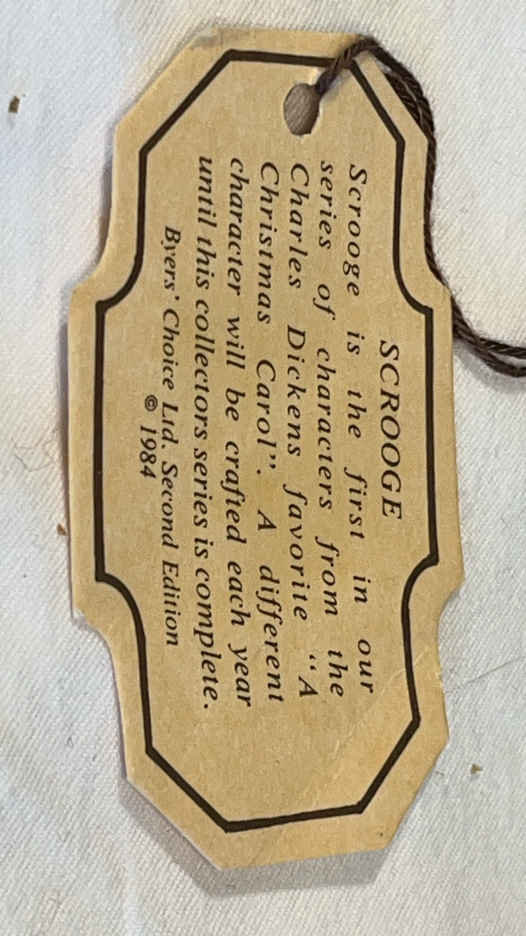 SCROOGE
Scrooge is the first in our
series of characters from the
Charles Dickens favorite “A
Christmas Carol”. A different
character will be crafted each year
until this collectors series is complete.
Byers’ Choice Ltd. Second Edition
© 1984